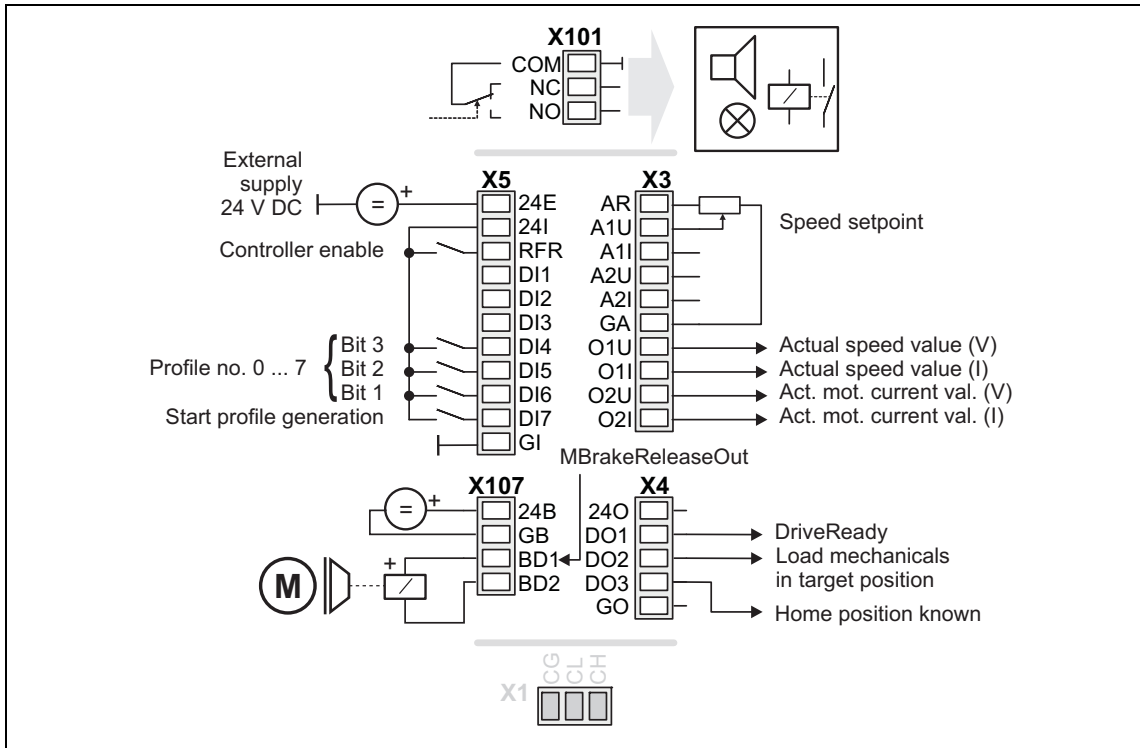 X101
COM
NC
NO
External
supply
24 V DC
=
+
X5
24E
24I
RFR
DI1
DI2
DI3
DI4
DI5
DI6
DI7
GI
Controller enable
Profile no. 0 ... 7
{
Bit 3
Bit 2
Bit 1
Start profile generation
X3
AR
A1U
A1I
A2U
A2I
GA
O1U
O1I
O2U
O2I
Speed setpoint
Actual speed value (V)
Actual speed value (I)
Act. mot. current val. (V)
Act. mot. current val. (I)
MBrakeReleaseOut
X107
=
+
24B
GB
BD1
BD2
M
+
X4
24O
DO1
DO2
DO3
GO
DriveReady
Load mechanicals
in target position
Home position known
X1
CG
CL
CH